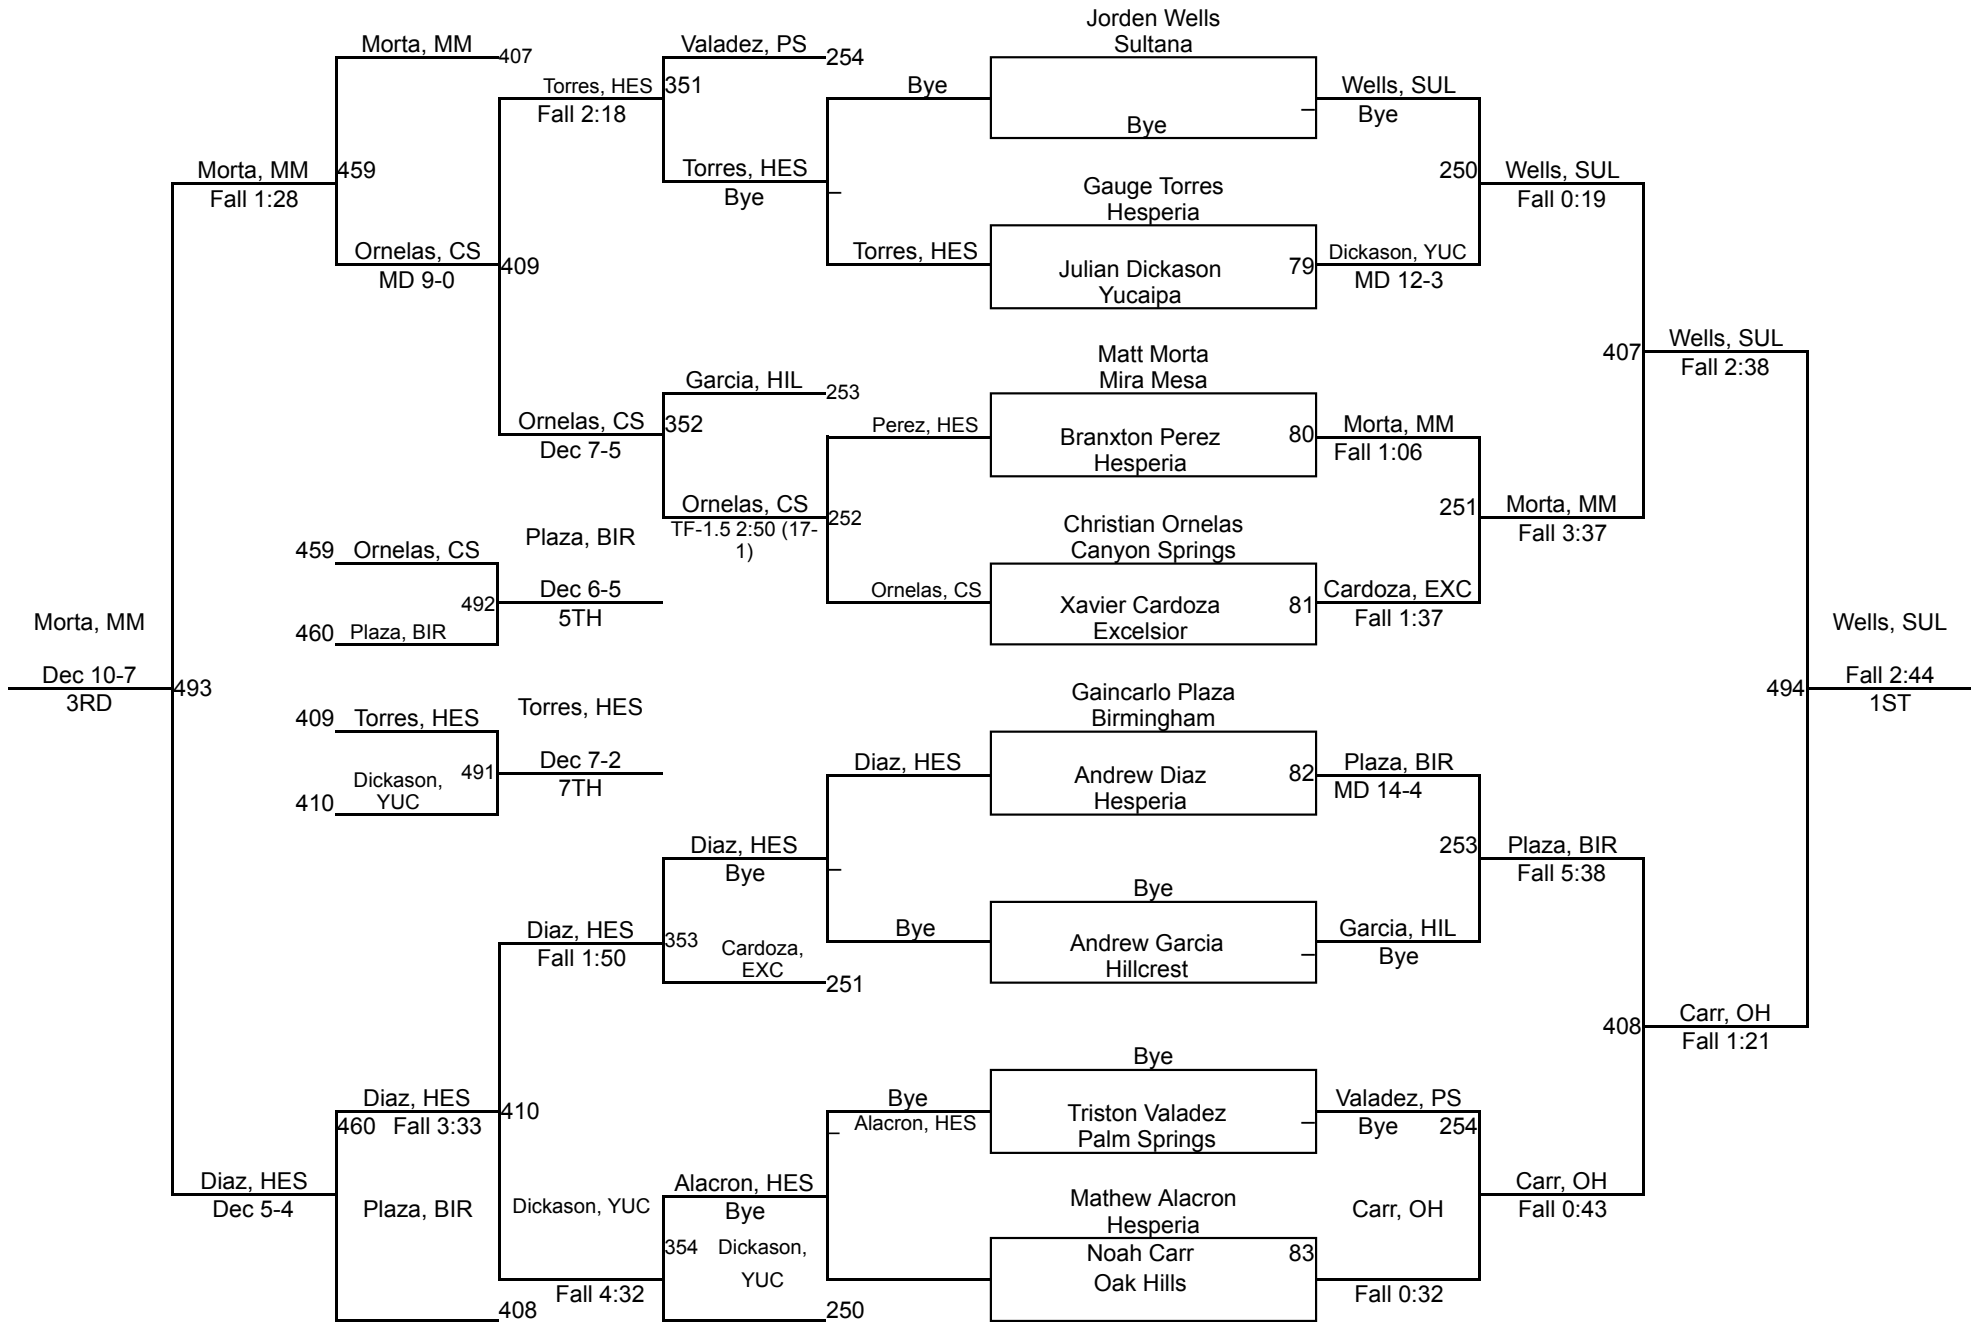 Jorden Wells
Morta, MM
Valadez, PS
Sultana
407
254
Torres, HES
351
Bye
Wells, SUL
Fall 2:18
Bye
Bye
Morta, MM
459
Torres, HES
250
Wells, SUL
Fall 1:28
Bye
Gauge Torres
Fall 0:19
Hesperia
Ornelas, CS
409
Torres, HES
Julian Dickason
79
Dickason, YUC
MD 9-0
Yucaipa
MD 12-3
Matt Morta
407
Wells, SUL
Garcia, HIL
253
Mira Mesa
Fall 2:38
Ornelas, CS
352
Perez, HES
Branxton Perez
80
Morta, MM
Dec 7-5
Hesperia
Fall 1:06
Ornelas, CS
252
251
Morta, MM
TF-1.5 2:50 (17-
1)
Christian Ornelas
Fall 3:37
Plaza, BIR
Canyon Springs
459
Ornelas, CS
492
Dec 6-5
Ornelas, CS
Xavier Cardoza
81
Cardoza, EXC
5TH
Excelsior
Fall 1:37
460
Plaza, BIR
Morta, MM
Wells, SUL
Dec 10-7
493
494
Fall 2:44
3RD
1ST
Gaincarlo Plaza
Birmingham
409
Torres, HES
Torres, HES
491
Dec 7-2
Diaz, HES
Andrew Diaz
82
Plaza, BIR
Dickason,
YUC
7TH
Hesperia
MD 14-4
410
Diaz, HES
253
Plaza, BIR
Bye
Fall 5:38
Bye
Diaz, HES
353
Cardoza,
EXC
Bye
Andrew Garcia
Garcia, HIL
Fall 1:50
251
Hillcrest
Bye
408
Carr, OH
Fall 1:21
Bye
Diaz, HES
410
Bye
Triston Valadez
Valadez, PS
460
Fall 3:33
Alacron, HES
Palm Springs
Bye
254
Diaz, HES
Alacron, HES
Mathew Alacron
Carr, OH
Dec 5-4
Plaza, BIR
Dickason, YUC
Bye
Hesperia
Carr, OH
Fall 0:43
354
Dickason,
YUC
Noah Carr
83
Oak Hills
Fall 4:32
Fall 0:32
408
250